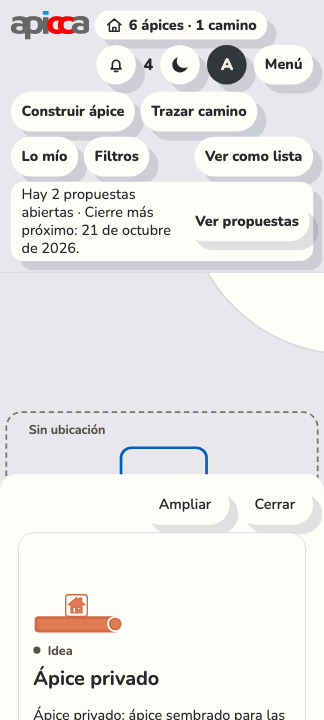 apicca
6 ápices · 1 camino
4
A
Menú
Construir ápice
Trazar camino
Lo mío
Filtros
Ver como lista
Hay 2 propuestas
abiertas · Cierre más
próximo: 21 de octubre
de 2026.
Ver propuestas
Sin ubicación
Ampliar
Cerrar
Idea
Ápice privado
Ápice privado: ápice sembrado para las